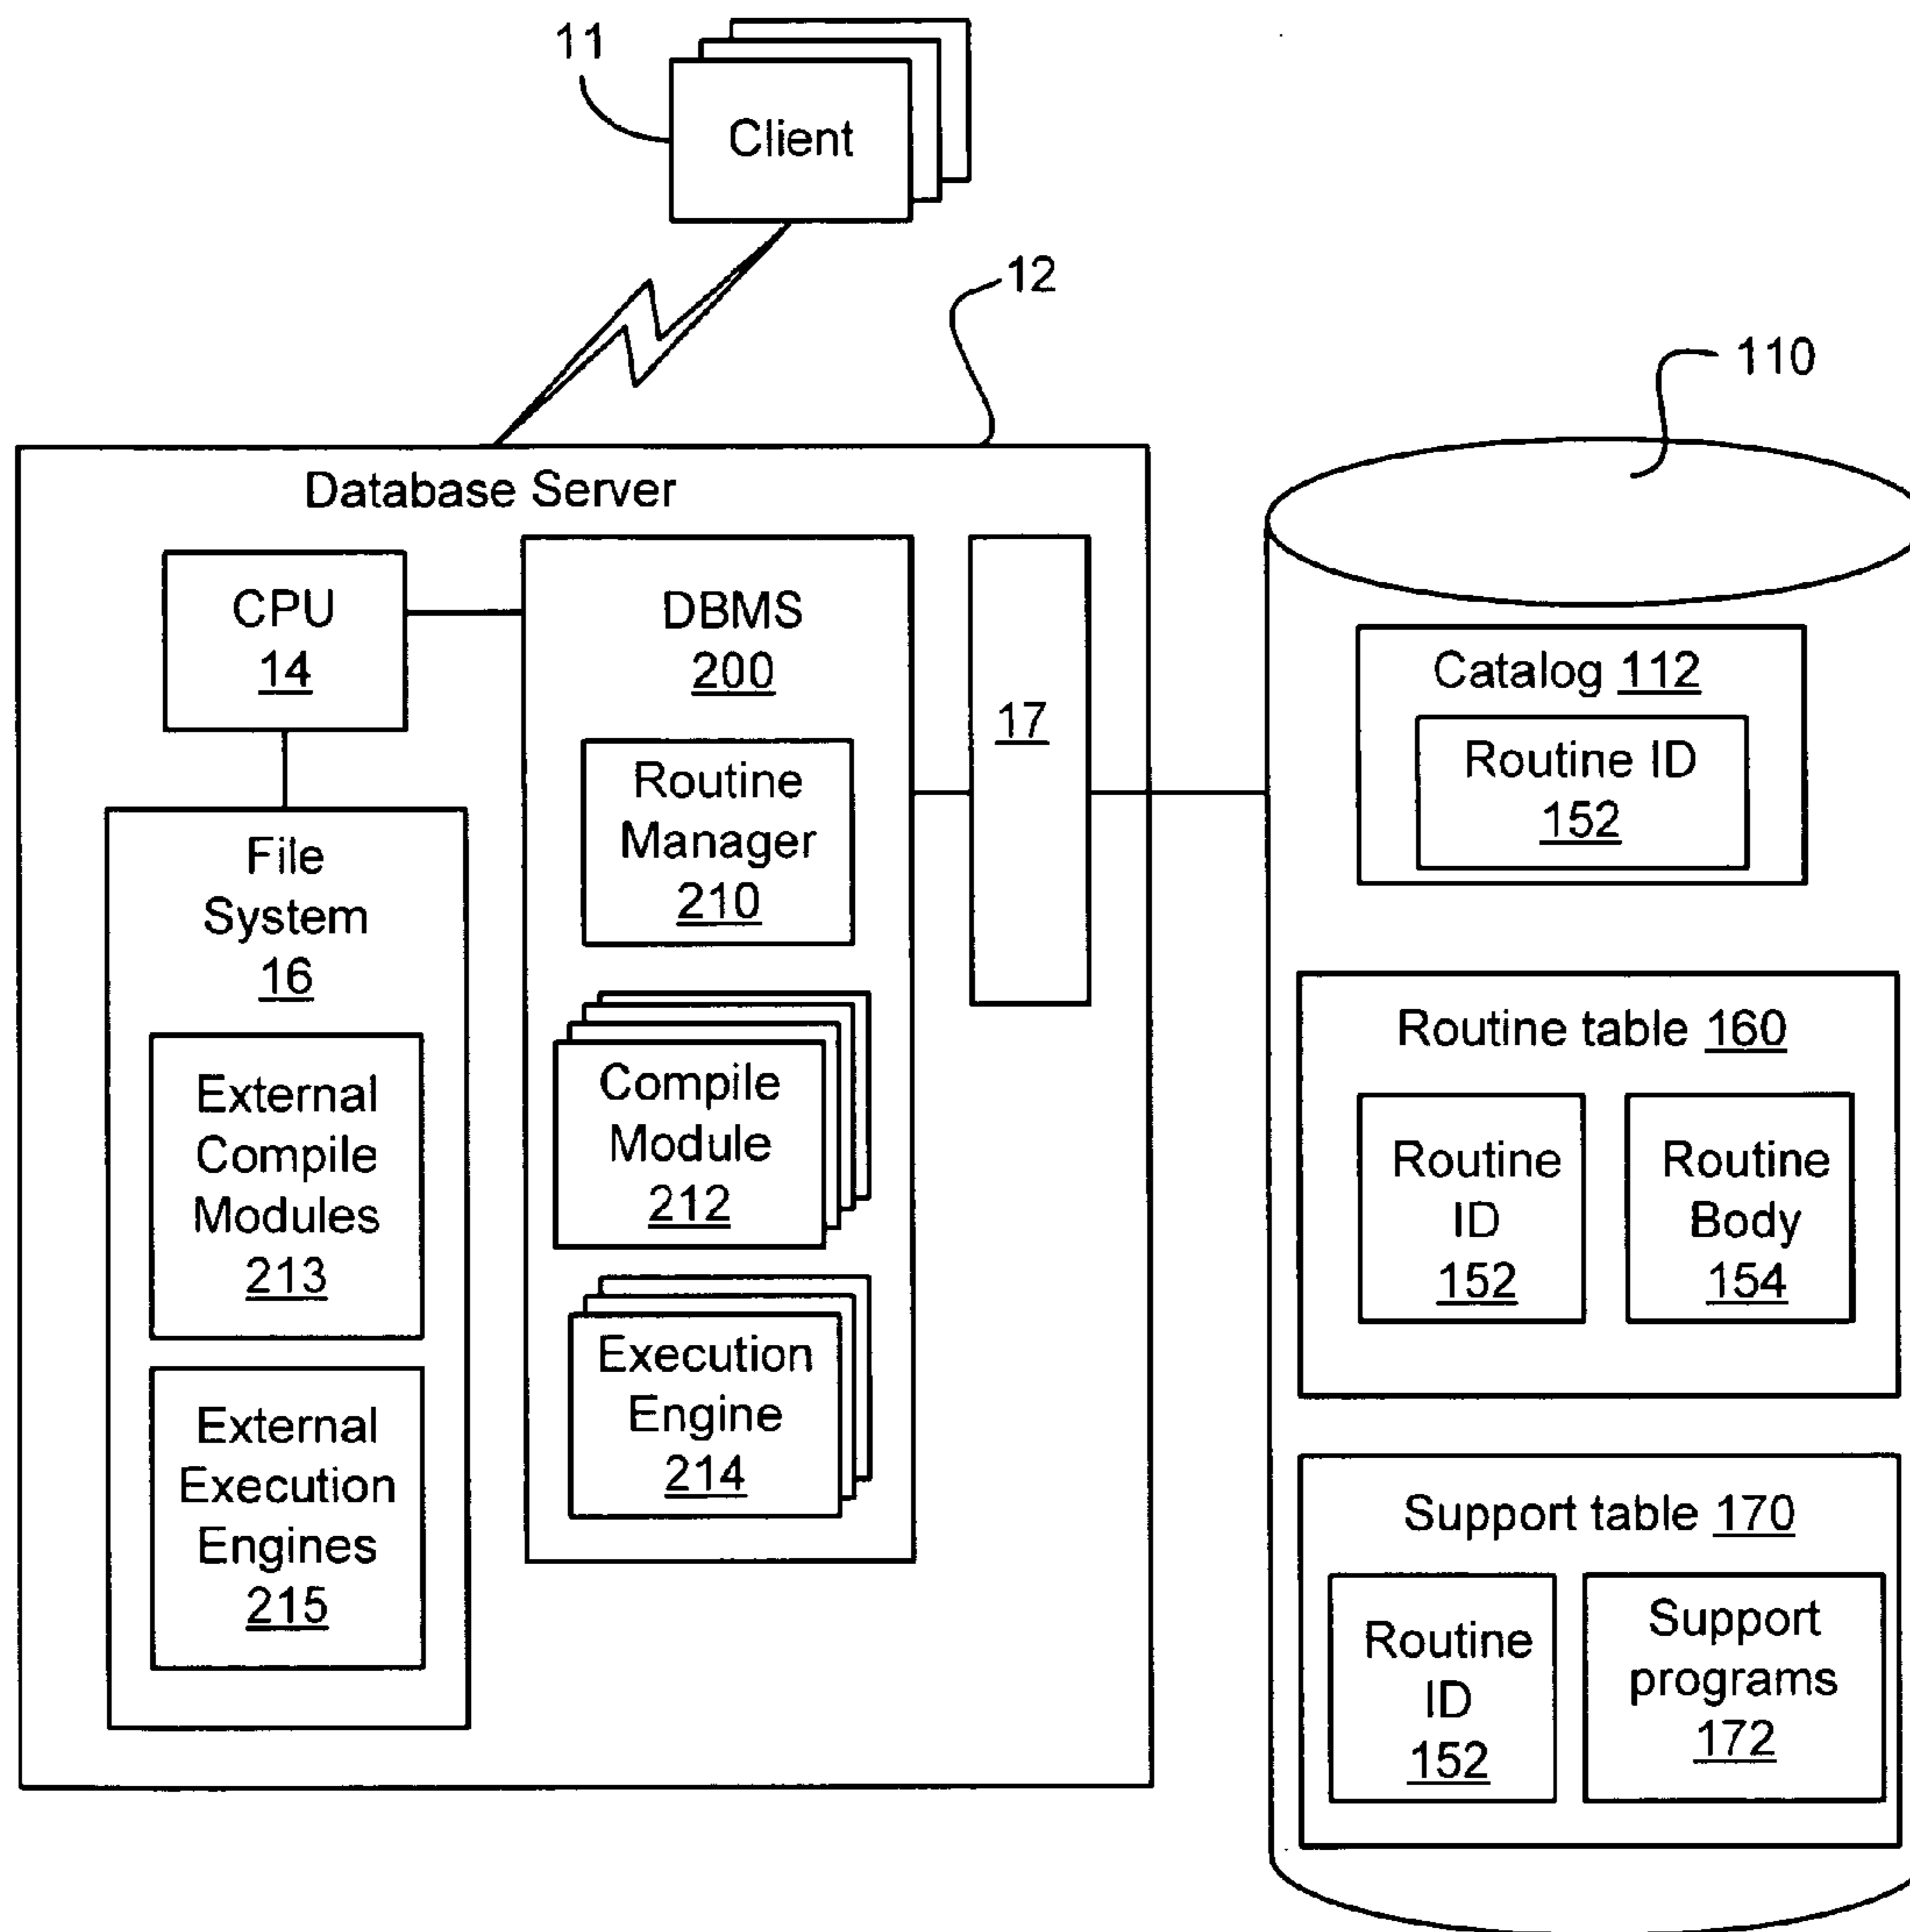 11
Client
12
110
Database Server
CPU
14
DBMS
200
17
Catalog 112
Routine ID
152
Routine
Manager
210
File
System
16
Routine table 160
Routine
ID
152
Routine
Body
154
External
Compile
Modules
213
Compile
Module
212
Execution
Engine
214
External
Execution
Engines
215
Support table 170
Routine
ID
152
Support
programs
172